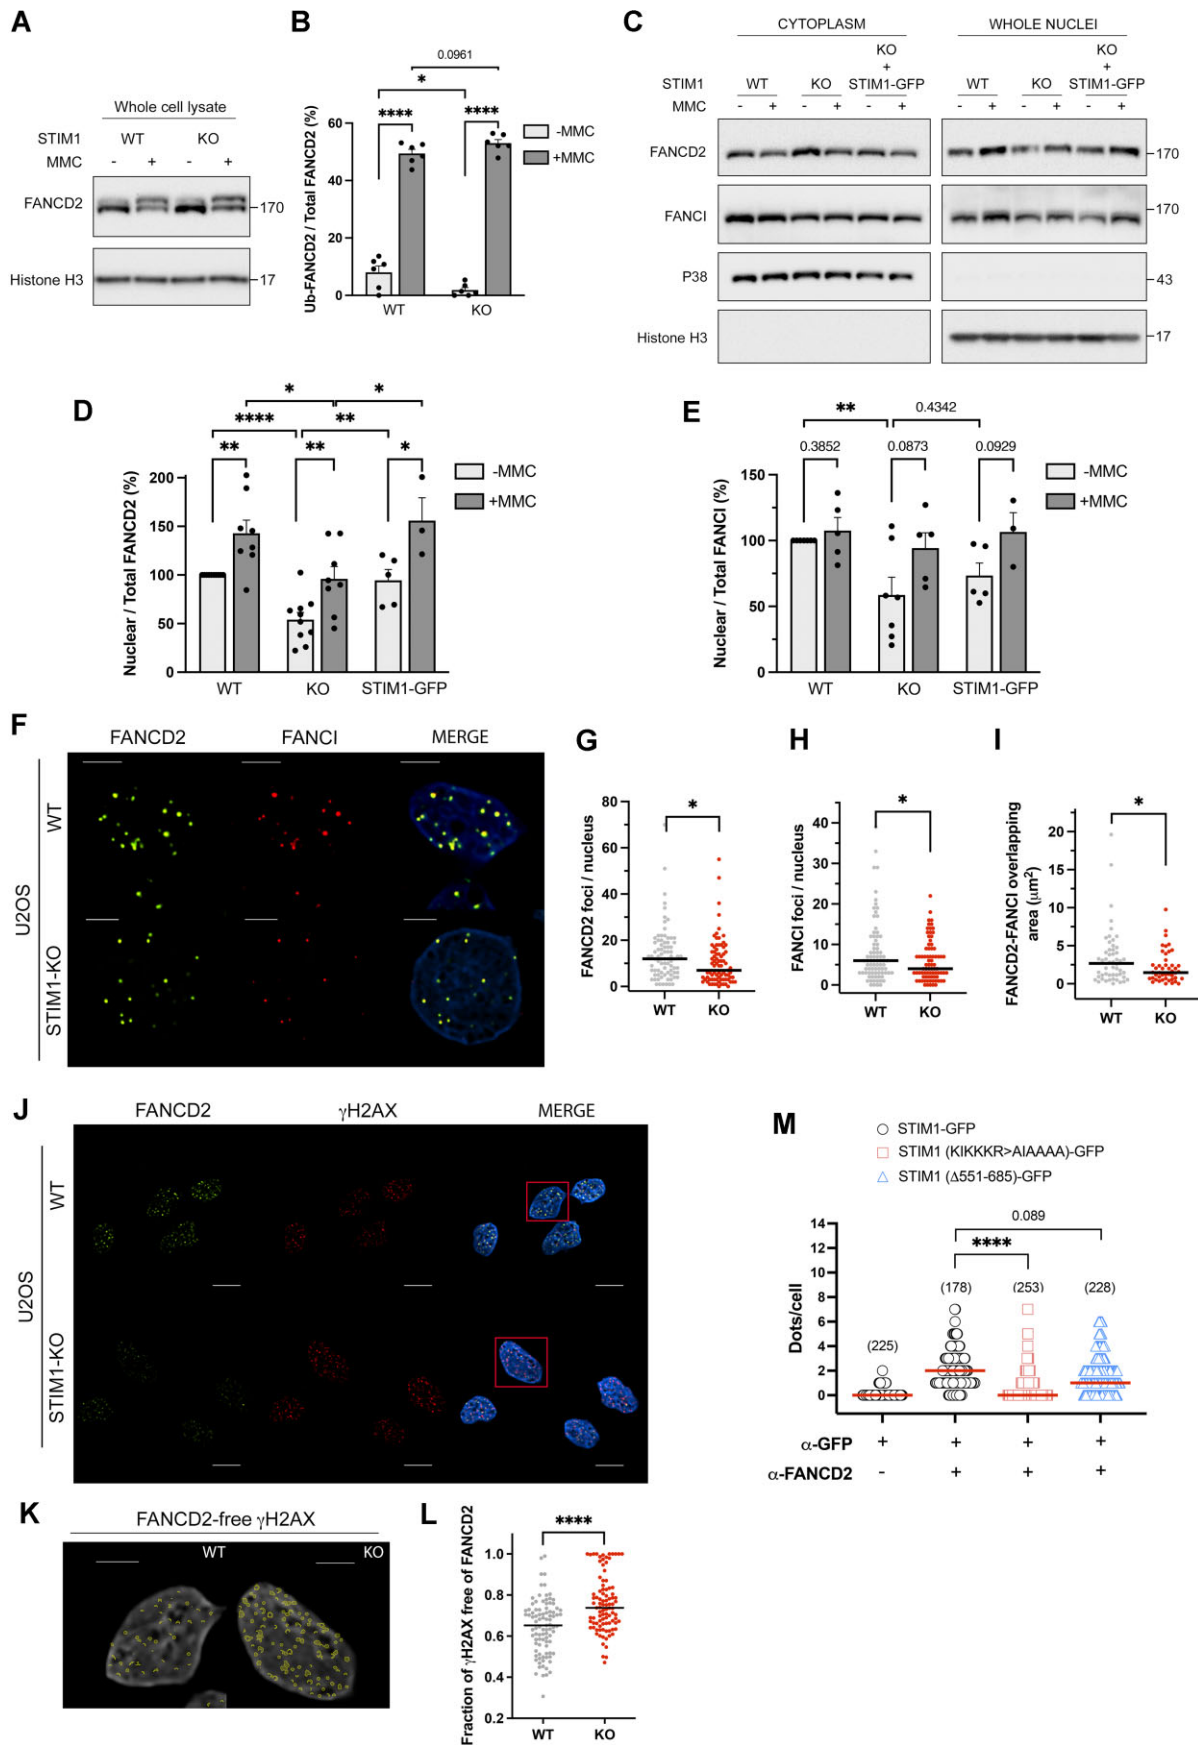 A
Whole cell lysate
STIM1 WT KO
MMC - + - +
FANCD2 170
Histone H3 17
B
0.0961
*
**** ****
-MMC
+MMC
Ub-FANCD2 / Total FANCD2 (%)
60
40
20
0
WT KO
C
CYTOPLASM WHOLE NUCLEI
KO KO
+ +
STIM1 WT KO STIM1-GFP WT KO STIM1-GFP
MMC - + - + - + - + - + - +
FANCD2 170
FANCI 170
P38 43
Histone H3 17
D
* *
**** **
** ** *
-MMC
+MMC
Nuclear / Total FANCD2 (%)
200
150
100
50
0
WT KO STIM1-GFP
E
** 0.4342
0.3852 0.0873 0.0929
-MMC
+MMC
Nuclear / Total FANCI (%)
150
100
50
0
WT KO STIM1-GFP
F
FANCD2 FANCI MERGE
U2OS
WT
STIM1-KO
G
*
FANCD2 foci / nucleus
80
60
40
20
0
WT KO
H
*
FANCI foci / nucleus
40
30
20
10
0
WT KO
I
*
FANCD2-FANCI overlapping
area (μm²)
20
15
10
5
0
WT KO
J
FANCD2 γH2AX MERGE
U2OS
WT
STIM1-KO
K
FANCD2-free γH2AX
WT KO
L
****
Fraction of γH2AX free of FANCD2
1.0
0.8
0.6
0.4
0.2
WT KO
M
STIM1-GFP
STIM1 (KIKKKR>AIAAAA)-GFP
STIM1 (Δ551-685)-GFP
0.089
****
(225) (178) (253) (228)
Dots/cell
14
12
10
8
6
4
2
0
α-GFP + + + +
α-FANCD2 - + + +